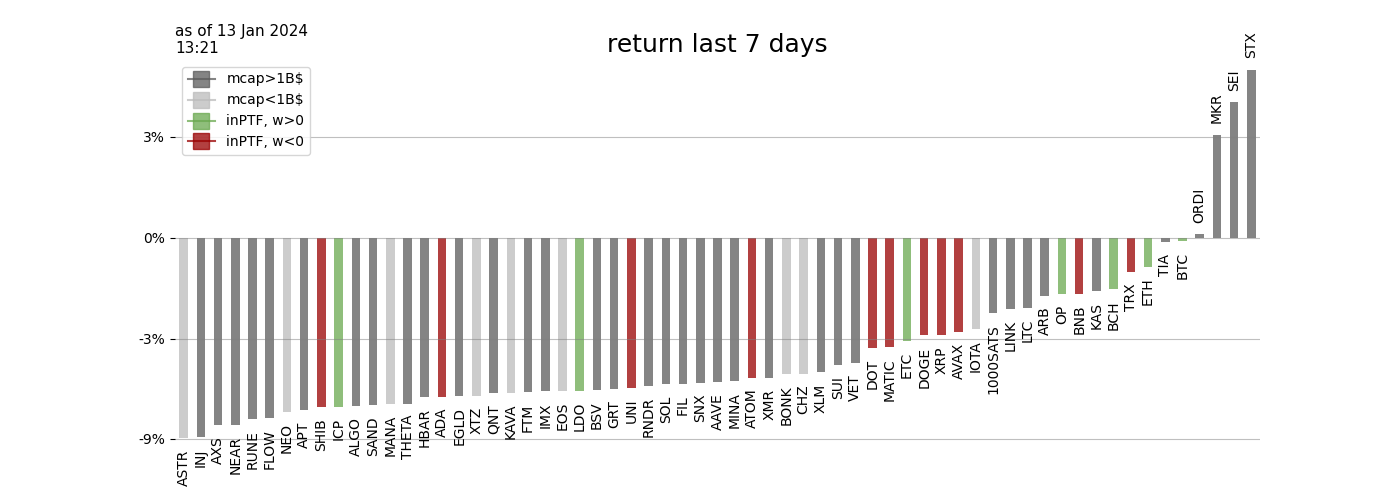 as of 13 Jan 2024
13:21
return last 7 days
mcap>1B$
mcap<1B$
inPTF, w>0
inPTF, w<0
3%
0%
-3%
-9%
ASTR
INJ
AXS
NEAR
RUNE
FLOW
NEO
APT
SHIB
ICP
ALGO
SAND
MANA
THETA
HBAR
ADA
EGLD
XTZ
QNT
KAVA
FTM
IMX
EOS
LDO
BSV
GRT
UNI
RNDR
SOL
FIL
SNX
AAVE
MINA
ATOM
XMR
BONK
CHZ
XLM
SUI
VET
DOT
MATIC
ETC
DOGE
XRP
AVAX
IOTA
1000SATS
LINK
LTC
ARB
OP
BNB
KAS
BCH
TRX
ETH
TIA
BTC
ORDI
MKR
SEI
STX